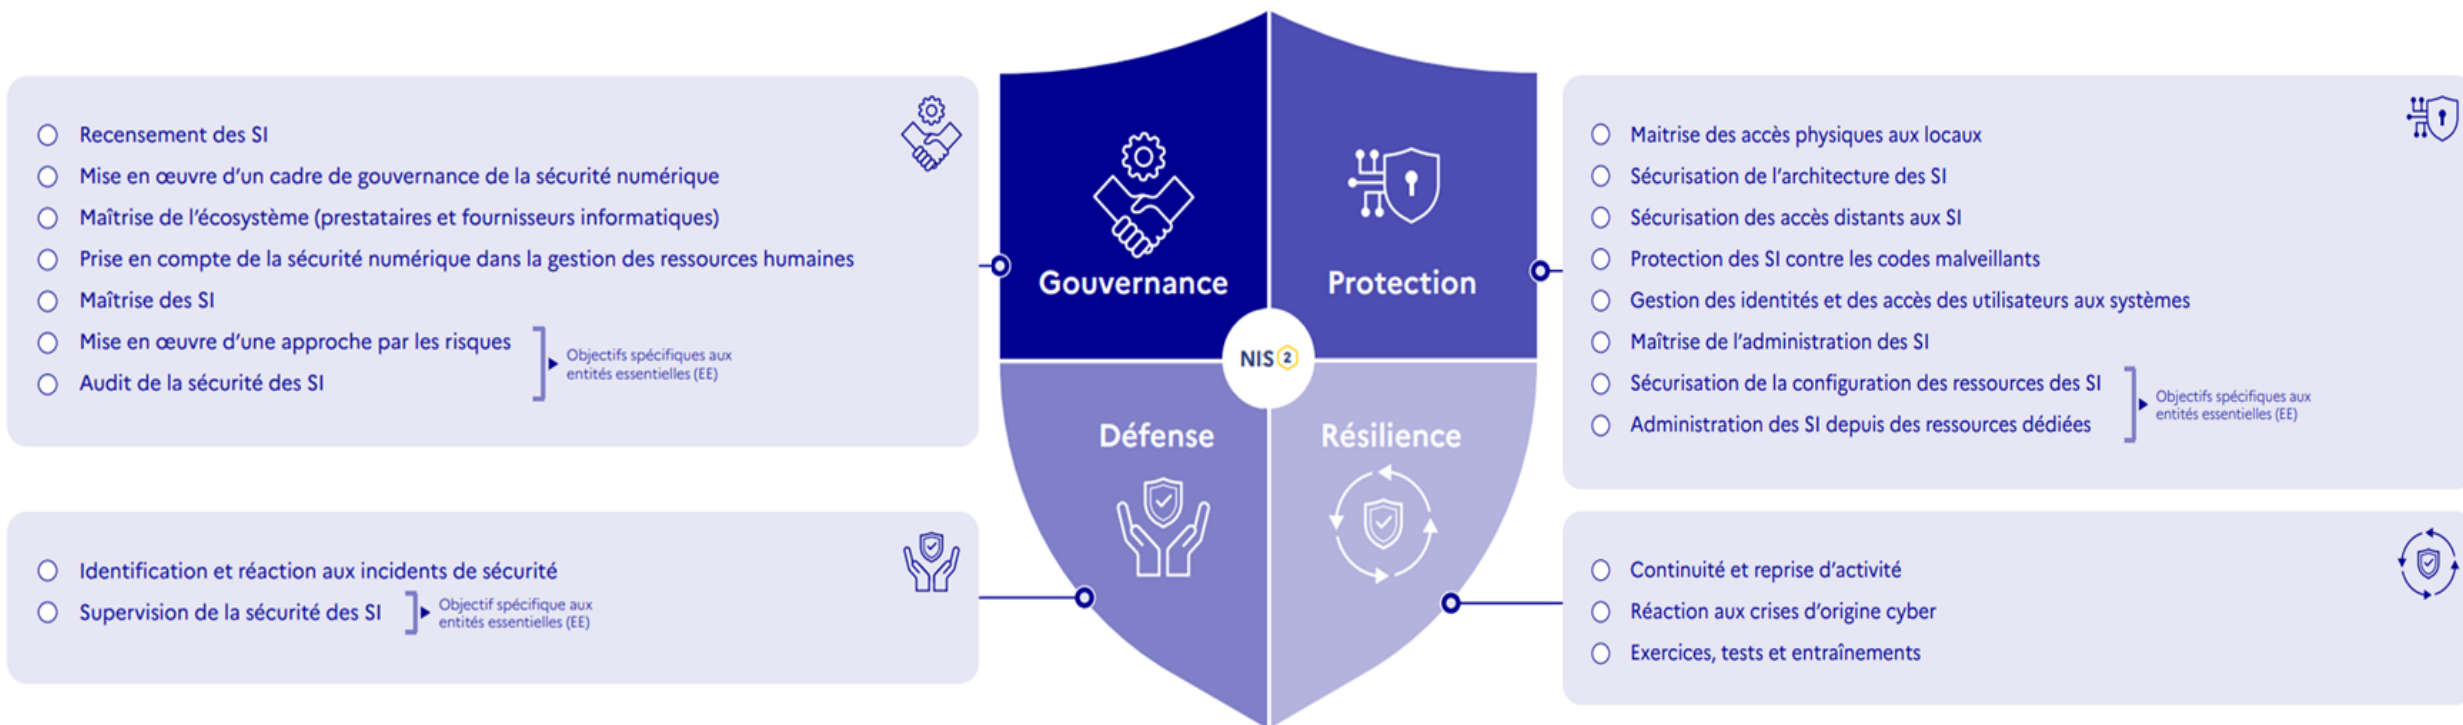 Recensement des SI
Mise en œuvre d'un cadre de gouvernance de la sécurité numérique
Maîtrise de l'écosystème (prestataires et fournisseurs informatiques)
Prise en compte de la sécurité numérique dans la gestion des ressources humaines
Maîtrise des SI
Mise en œuvre d'une approche par les risques
Audit de la sécurité des SI
Objectifs spécifiques aux
entités essentielles (EE)
Identification et réaction aux incidents de sécurité
Supervision de la sécurité des SI
Objectif spécifique aux
entités essentielles (EE)
Gouvernance
Protection
NIS 2
Défense
Résilience
Maitrise des accès physiques aux locaux
Sécurisation de l'architecture des SI
Sécurisation des accès distants aux SI
Protection des SI contre les codes malveillants
Gestion des identités et des accès des utilisateurs aux systèmes
Maîtrise de l'administration des SI
Sécurisation de la configuration des ressources des SI
Administration des SI depuis des ressources dédiées
Objectifs spécifiques aux
entités essentielles (EE)
Continuité et reprise d'activité
Réaction aux crises d'origine cyber
Exercices, tests et entraînements